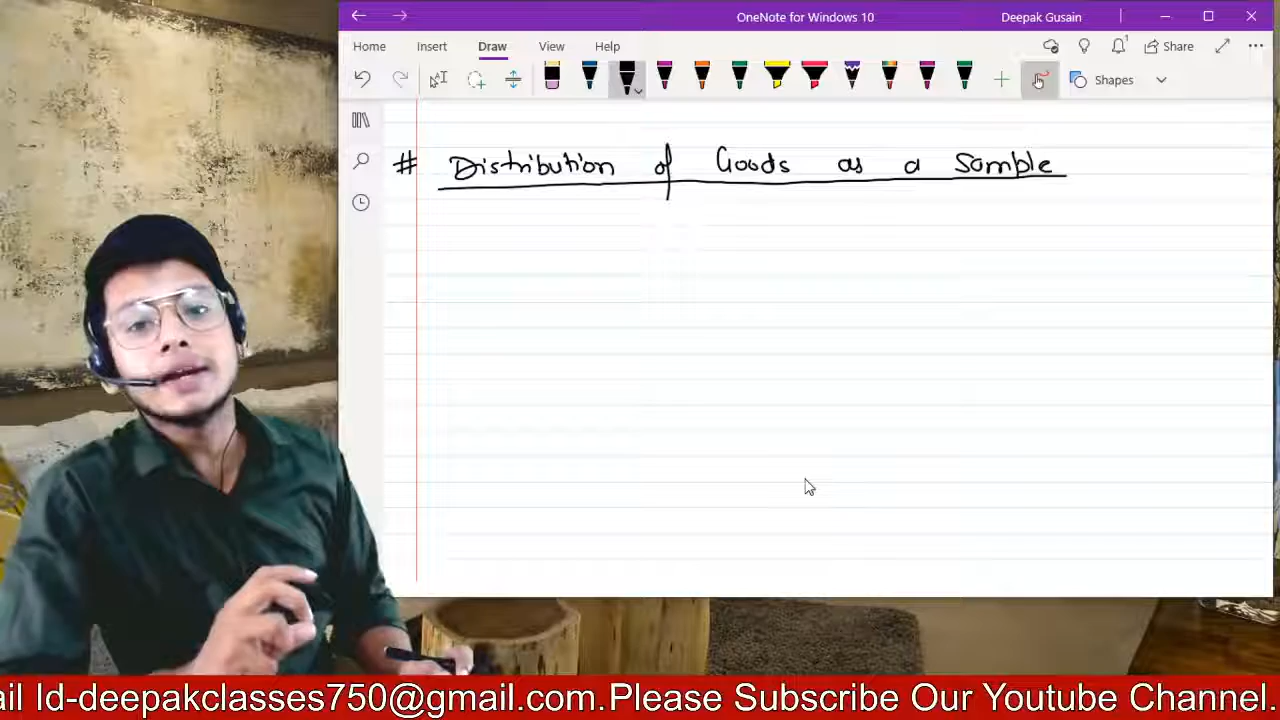 OneNote for Windows 10
Deepak Gusain
Home Insert Draw View Help
1
Share
Shapes
# Distribution of Goods as a Sample
ail Id-deepakclasses750@gmail.com.Please Subscribe Our Youtube Channel.